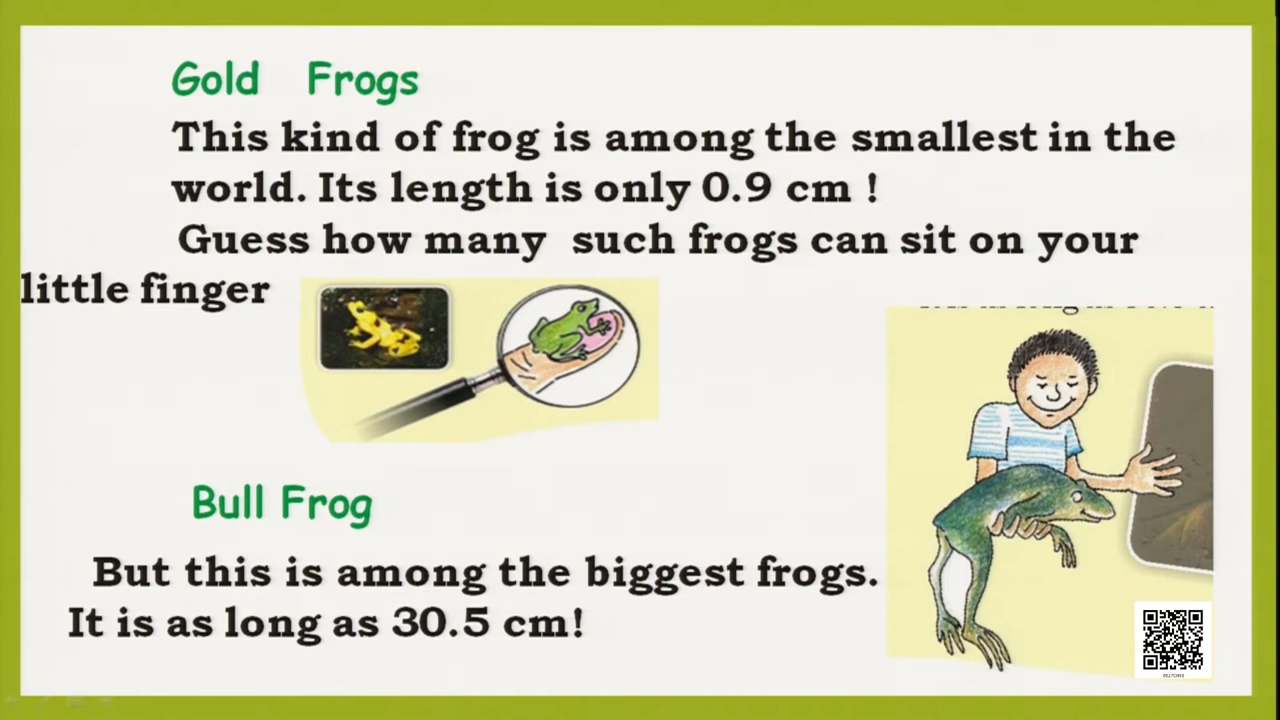 Gold Frogs
This kind of frog is among the smallest in the
world. Its length is only 0.9 cm !
Guess how many such frogs can sit on your
little finger
Bull Frog
But this is among the biggest frogs.
It is as long as 30.5 cm!